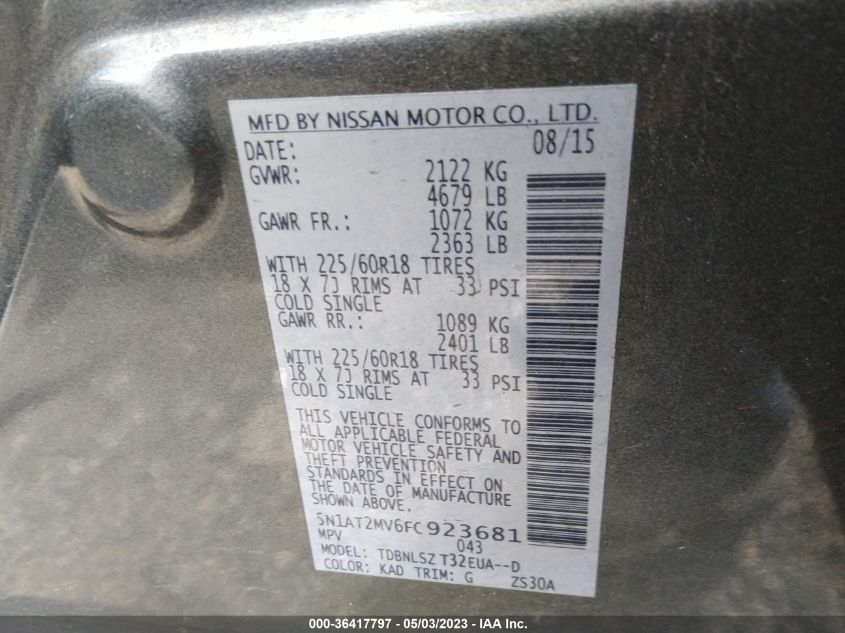 MFD BY NISSAN MOTOR CO., LTD.
DATE: 08/15
GVWR: 2122 KG
4679 LB
GAWR FR.: 1072 KG
2363 LB
WITH 225/60R18 TIRES
18 X 7J RIMS AT 33 PSI
COLD SINGLE
GAWR RR.: 1089 KG
2401 LB
WITH 225/60R18 TIRES
18 X 7J RIMS AT 33 PSI
COLD SINGLE
THIS VEHICLE CONFORMS TO
ALL APPLICABLE FEDERAL
MOTOR VEHICLE SAFETY AND
THEFT PREVENTION
STANDARDS IN EFFECT ON
THE DATE OF MANUFACTURE
SHOWN ABOVE.
5N1AT2MV6FC923681
MPV 043
MODEL: TDBNLSZ T32EUA--D
COLOR: KAD TRIM: G ZS30A
000-36417797 - 05/03/2023 - IAA Inc.